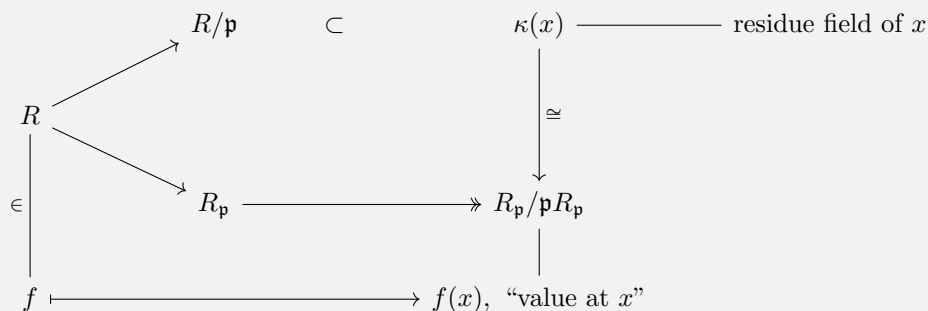 R/𝔭 ⊂ κ(x) residue field of x
R ≅
∈ R_𝔭 R_𝔭/𝔭R_𝔭
f f(x), “value at x”